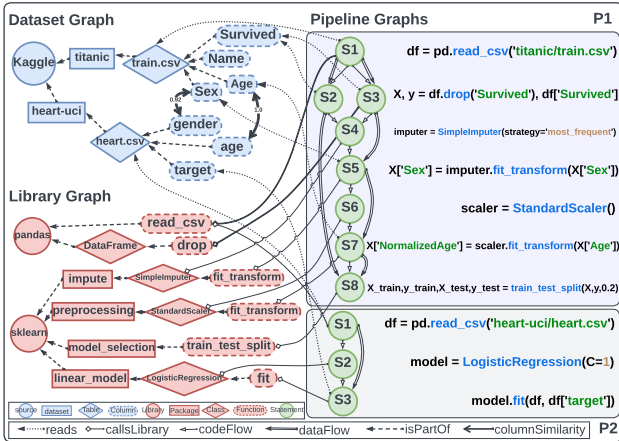 Dataset Graph
Kaggle
titanic
train.csv
Survived
Name
Age
Sex
0.92
1.0
heart-uci
heart.csv
gender
age
target
Library Graph
pandas
read_csv
DataFrame
drop
impute
SimpleImputer
fit_transform
preprocessing
StandardScaler
fit_transform
sklearn
model_selection
train_test_split
linear_model
LogisticRegression
fit
Pipeline Graphs
P1
S1
df = pd.read_csv('titanic/train.csv')
S2
S3
X, y = df.drop('Survived'), df['Survived']
S4
imputer = SimpleImputer(strategy='most_frequent')
S5
X['Sex'] = imputer.fit_transform(X['Sex'])
S6
scaler = StandardScaler()
S7
X['NormalizedAge'] = scaler.fit_transform(X['Age'])
S8
X_train,y_train,X_test,y_test = train_test_split(X,y,0.2)
S1
df = pd.read_csv('heart-uci/heart.csv')
S2
model = LogisticRegression(C=1)
S3
model.fit(df, df['target'])
source
dataset
Table
Column
Library
Package
Class
Function
Statement
reads
callsLibrary
codeFlow
dataFlow
isPartOf
columnSimilarity
P2